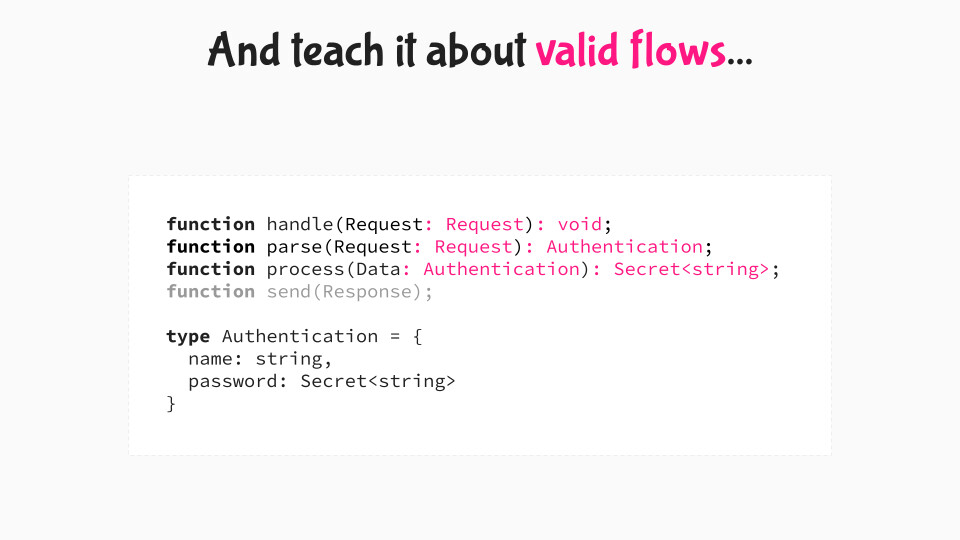 And teach it about valid flows...
function handle(Request: Request): void;
function parse(Request: Request): Authentication;
function process(Data: Authentication): Secret<string>;
function send(Response);
type Authentication = {
name: string,
password: Secret<string>
}